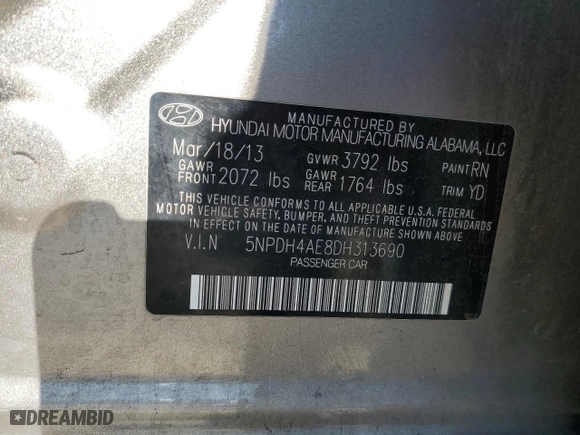 MANUFACTURED BY
HYUNDAI MOTOR MANUFACTURING ALABAMA, LLC
Mar/18/13 GVWR 3792 lbs PAINT RN
GAWR FRONT 2072 lbs GAWR REAR 1764 lbs TRIM YD
THIS VEHICLE CONFORMS TO ALL APPLICABLE U.S.A. FEDERAL
MOTOR VEHICLE SAFETY, BUMPER, AND THEFT PREVENTION STANDARDS
IN EFFECT ON THE DATE OF MANUFACTURE SHOWN ABOVE.
V.I.N 5NPDH4AE8DH313690
PASSENGER CAR
DREAMBID